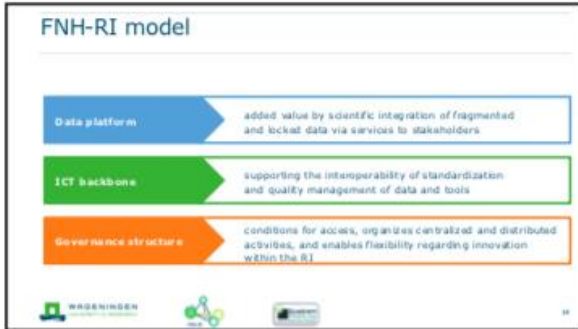 FNH-RI model
Data platform
added value by scientific integration of fragmented
and locked data via services to stakeholders
ICT backbone
supporting the interoperability of standardization
and quality management of data and tools
Governance structure
conditions for access, organizes centralized and distributed
activities, and enables flexibility regarding innovation
within the RI
WAGENINGEN